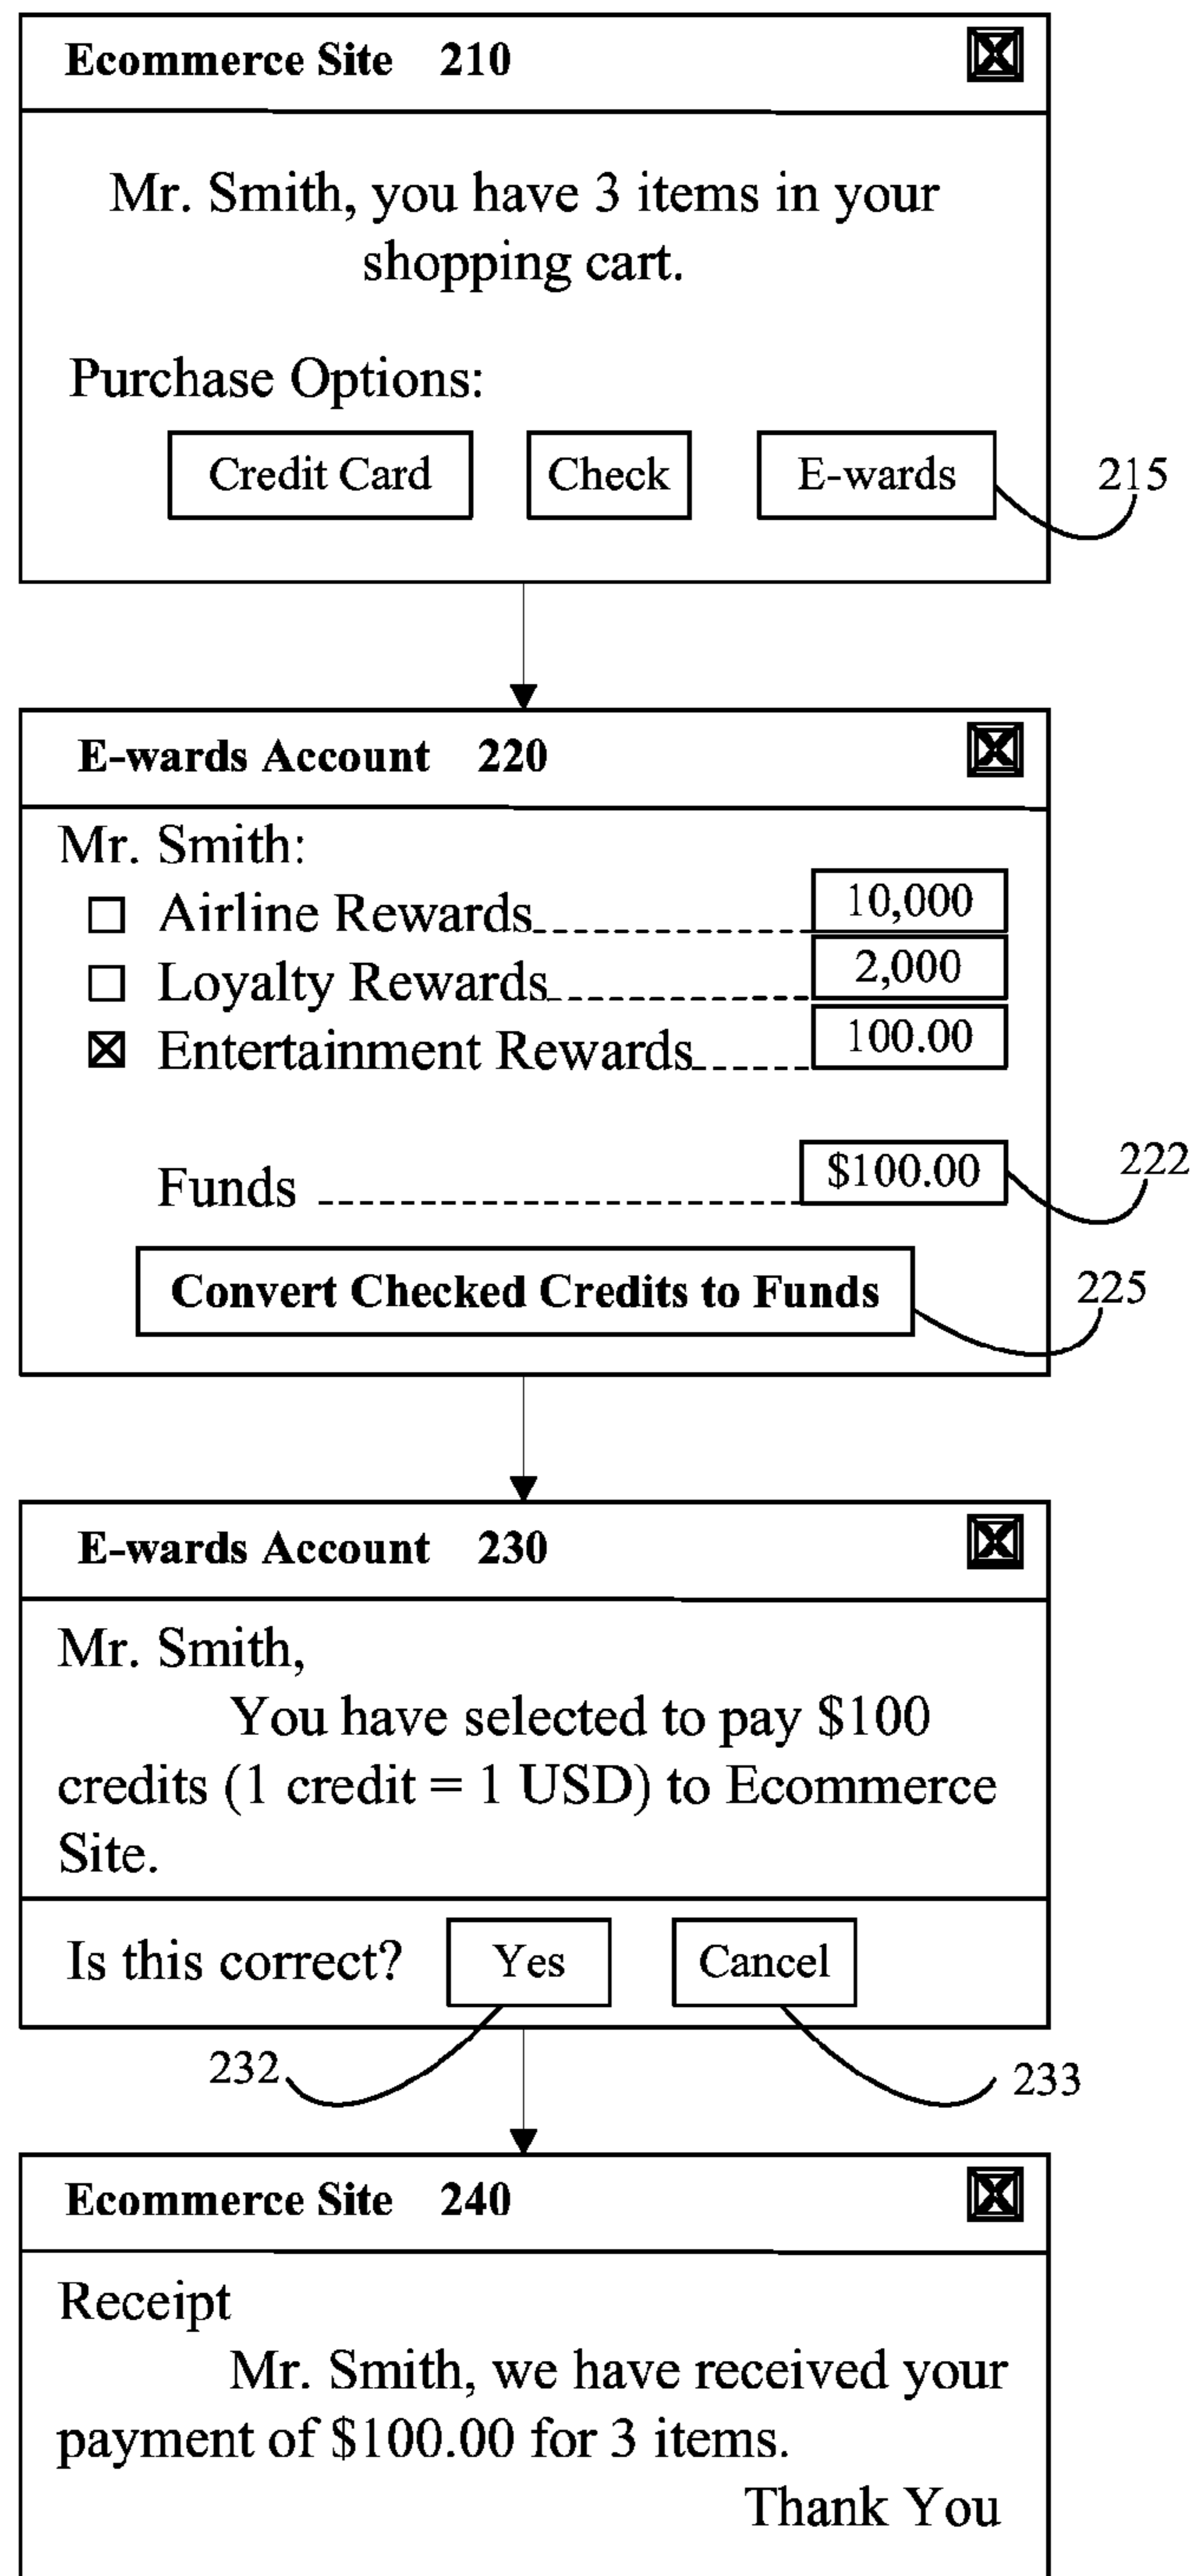 Ecommerce Site 210
Mr. Smith, you have 3 items in your
shopping cart.
Purchase Options:
Credit Card Check E-wards 215
E-wards Account 220
Mr. Smith:
Airline Rewards 10,000
Loyalty Rewards 2,000
Entertainment Rewards 100.00
Funds $100.00 222
Convert Checked Credits to Funds 225
E-wards Account 230
Mr. Smith,
You have selected to pay $100
credits (1 credit = 1 USD) to Ecommerce
Site.
Is this correct? Yes Cancel
232 233
Ecommerce Site 240
Receipt
Mr. Smith, we have received your
payment of $100.00 for 3 items.
Thank You